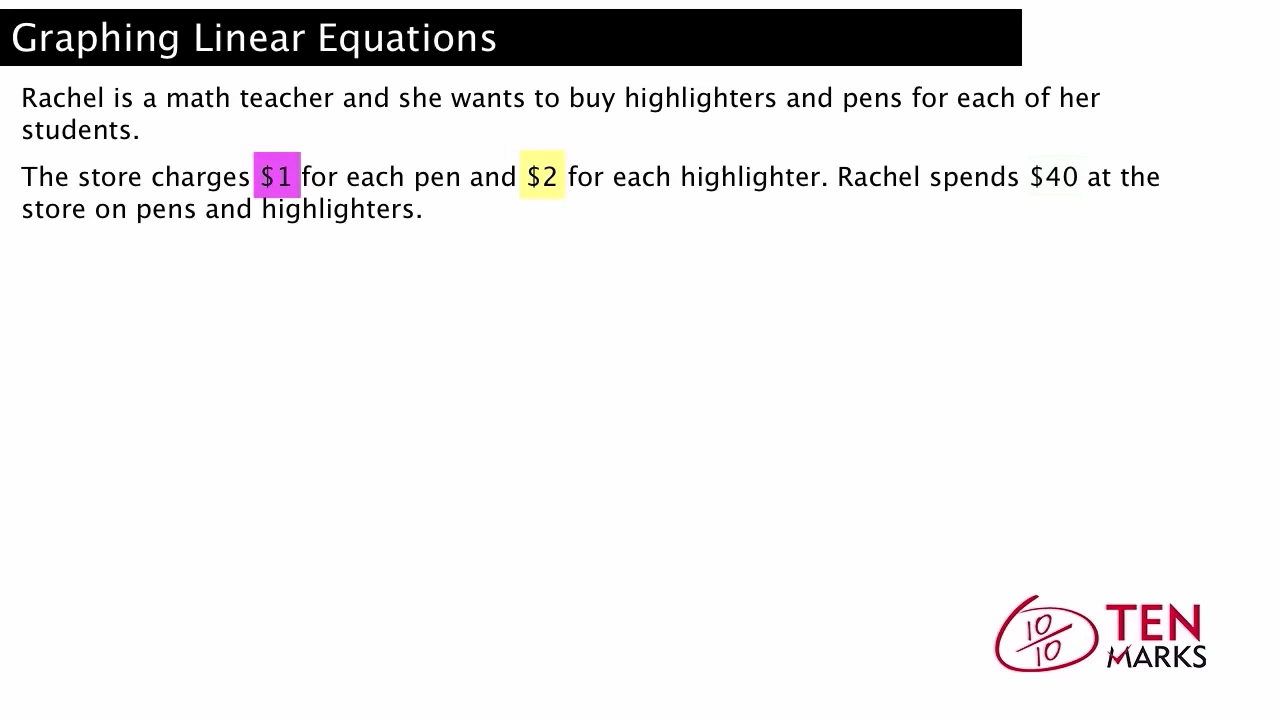 Graphing Linear Equations
Rachel is a math teacher and she wants to buy highlighters and pens for each of her
students.
The store charges $1 for each pen and $2 for each highlighter. Rachel spends $40 at the
store on pens and highlighters.
10
10
TEN
MARKS